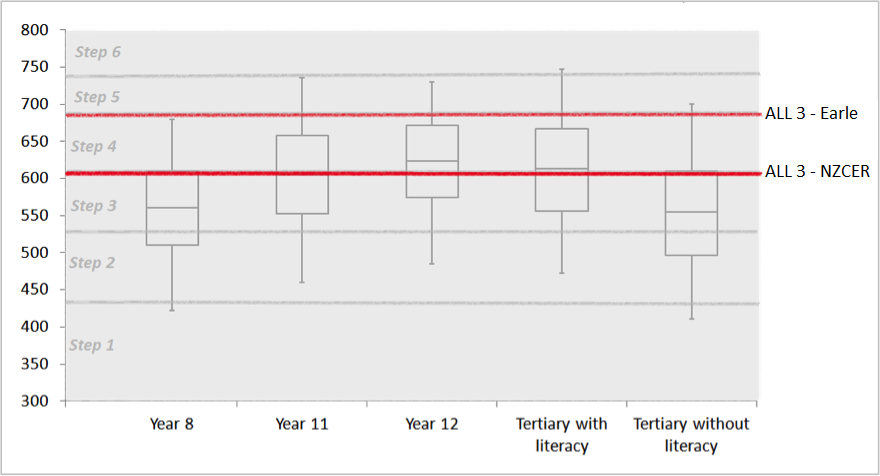 800
750
700
650
600
550
500
450
400
350
300
Step 6
Step 5
Step 4
Step 3
Step 2
Step 1
ALL 3 - Earle
ALL 3 - NZCER
Year 8
Year 11
Year 12
Tertiary with
literacy
Tertiary without
literacy